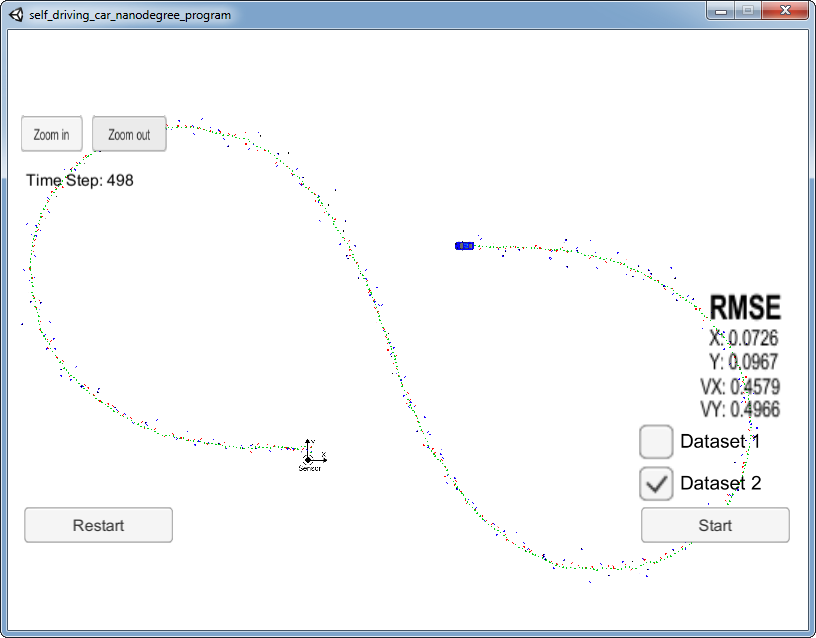 self_driving_car_nanodegree_program
Zoom in
Zoom out
Time Step: 498
RMSE
X: 0.0726
Y: 0.0967
VX: 0.4579
VY: 0.4966
Dataset 1
Dataset 2
Y
X
Sensor
Restart
Start